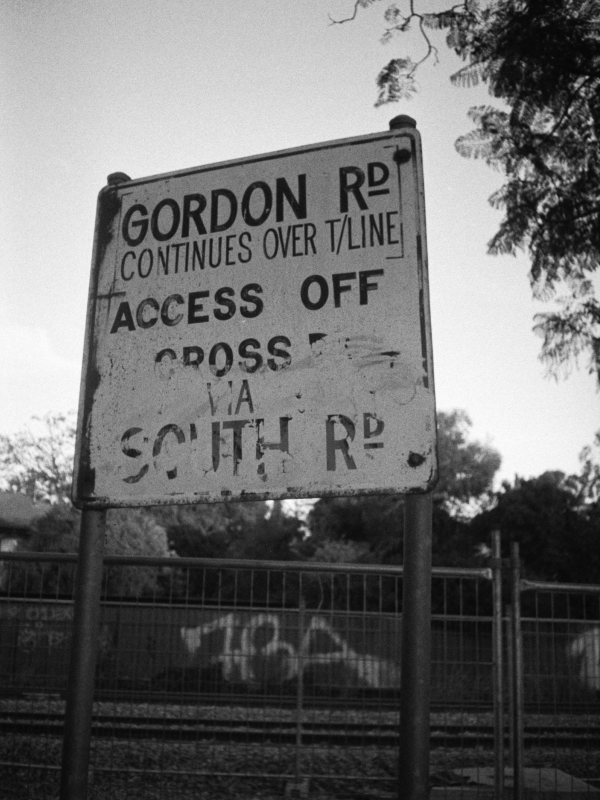 GORDON RD
CONTINUES OVER T/LINE
ACCESS OFF
CROSS
VIA
SOUTH RD